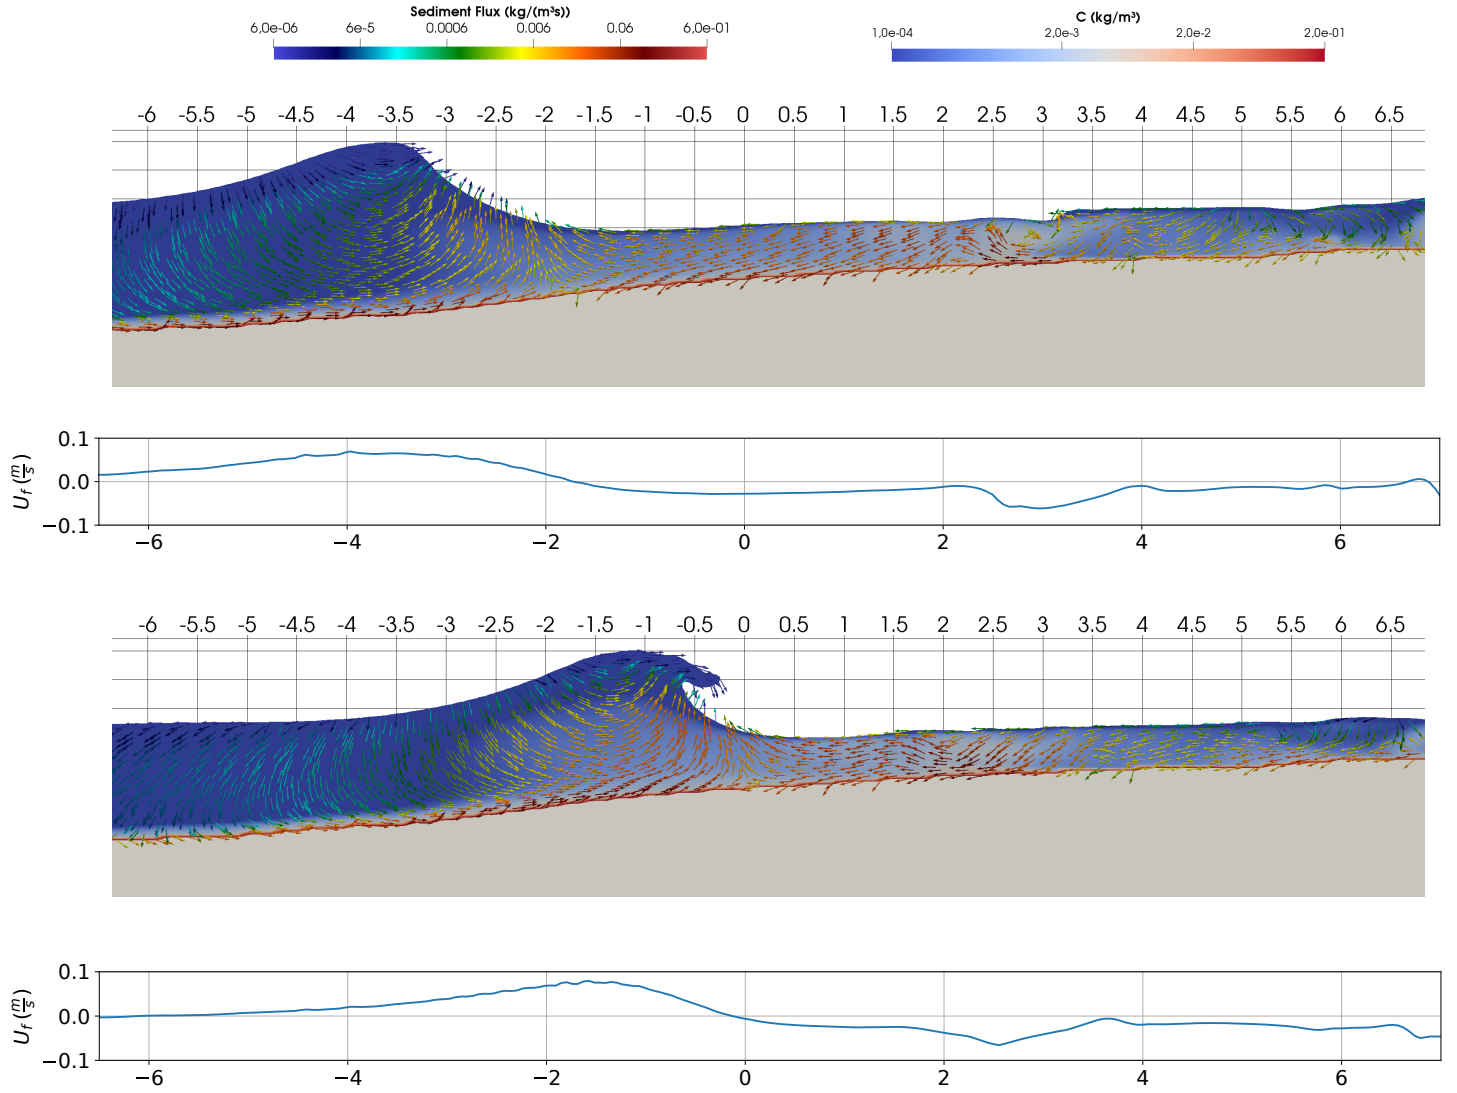 Sediment Flux (kg/(m³s))
6,0e-06 6e-5 0.0006 0.006 0.06 6,0e-01
C (kg/m³)
1,0e-04 2,0e-3 2,0e-2 2,0e-01
-6 -5.5 -5 -4.5 -4 -3.5 -3 -2.5 -2 -1.5 -1 -0.5 0 0.5 1 1.5 2 2.5 3 3.5 4 4.5 5 5.5 6 6.5
0.1
0.0
−0.1
U_f (m/s)
−6 −4 −2 0 2 4 6
-6 -5.5 -5 -4.5 -4 -3.5 -3 -2.5 -2 -1.5 -1 -0.5 0 0.5 1 1.5 2 2.5 3 3.5 4 4.5 5 5.5 6 6.5
0.1
0.0
−0.1
U_f (m/s)
−6 −4 −2 0 2 4 6